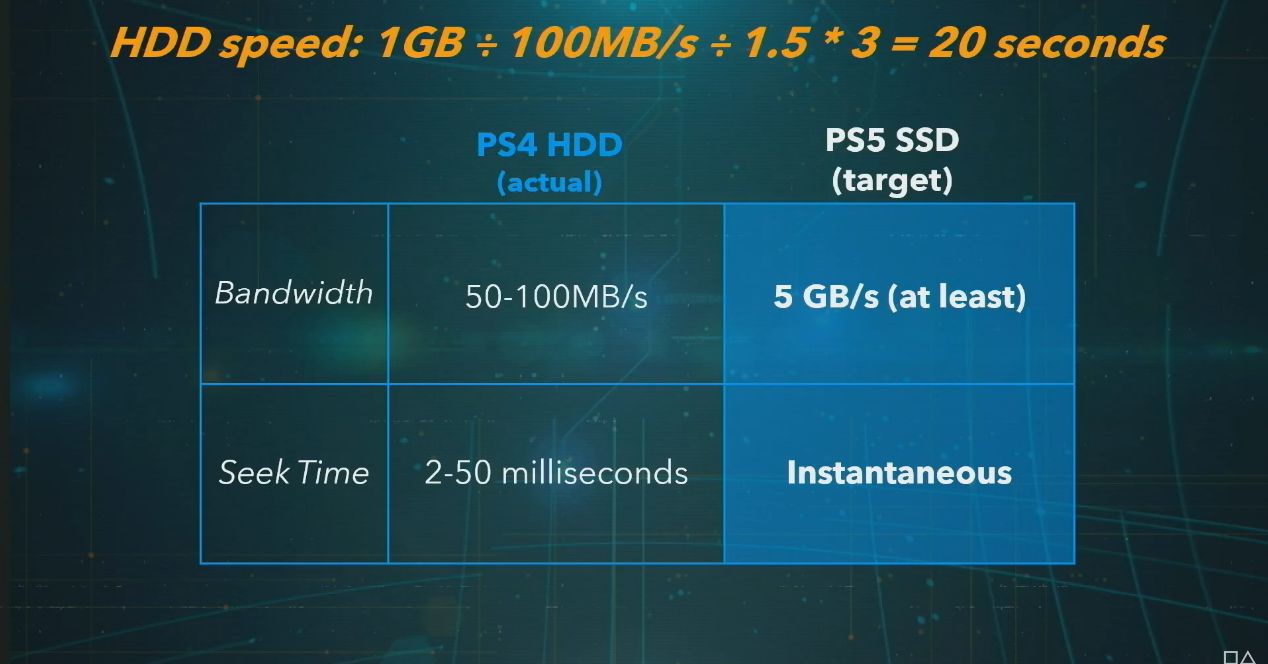 HDD speed: 1GB ÷ 100MB/s ÷ 1.5 * 3 = 20 seconds
PS4 HDD
(actual)
PS5 SSD
(target)
Bandwidth
50-100MB/s
5 GB/s (at least)
Seek Time
2-50 milliseconds
Instantaneous